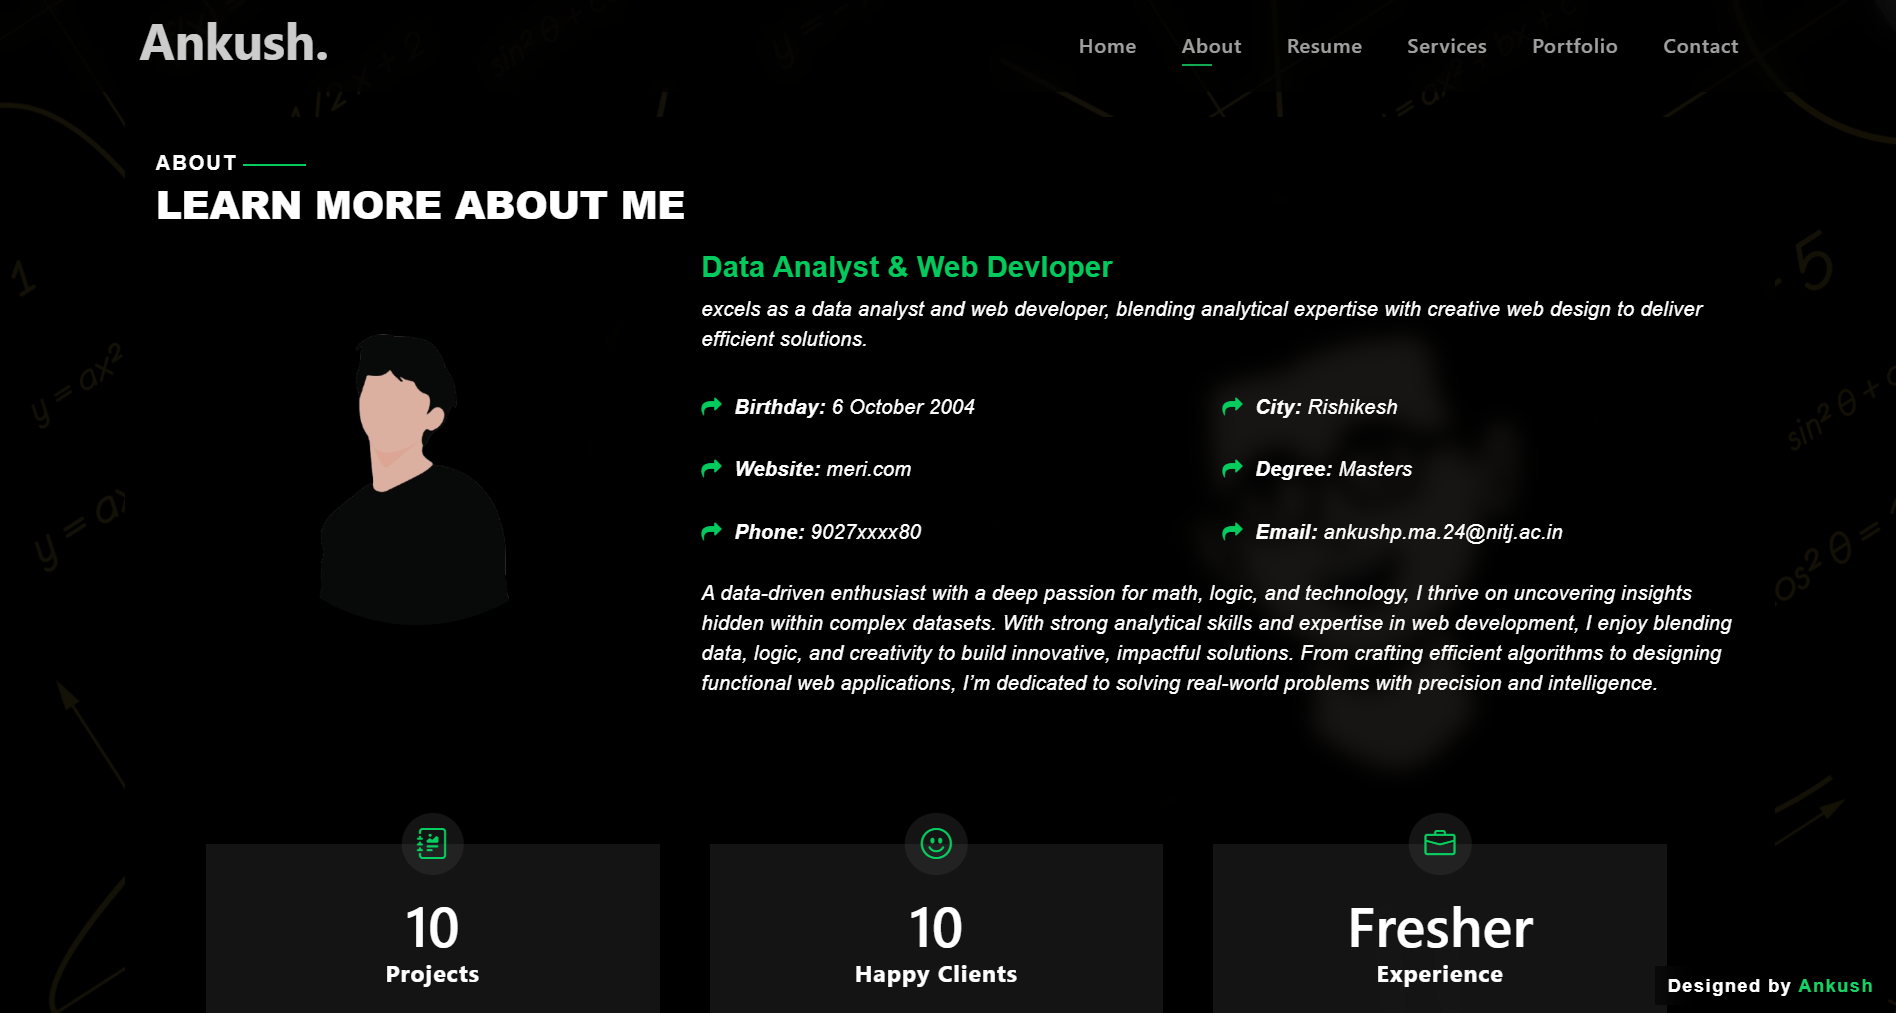 Ankush.
Home About Resume Services Portfolio Contact
ABOUT
LEARN MORE ABOUT ME
Data Analyst & Web Devloper
excels as a data analyst and web developer, blending analytical expertise with creative web design to deliver
efficient solutions.
Birthday: 6 October 2004
City: Rishikesh
Website: meri.com
Degree: Masters
Phone: 9027xxxx80
Email: ankushp.ma.24@nitj.ac.in
A data-driven enthusiast with a deep passion for math, logic, and technology, I thrive on uncovering insights
hidden within complex datasets. With strong analytical skills and expertise in web development, I enjoy blending
data, logic, and creativity to build innovative, impactful solutions. From crafting efficient algorithms to designing
functional web applications, I’m dedicated to solving real-world problems with precision and intelligence.
10
Projects
10
Happy Clients
Fresher
Experience
Designed by Ankush
y = ax²
1
5
sin² θ +